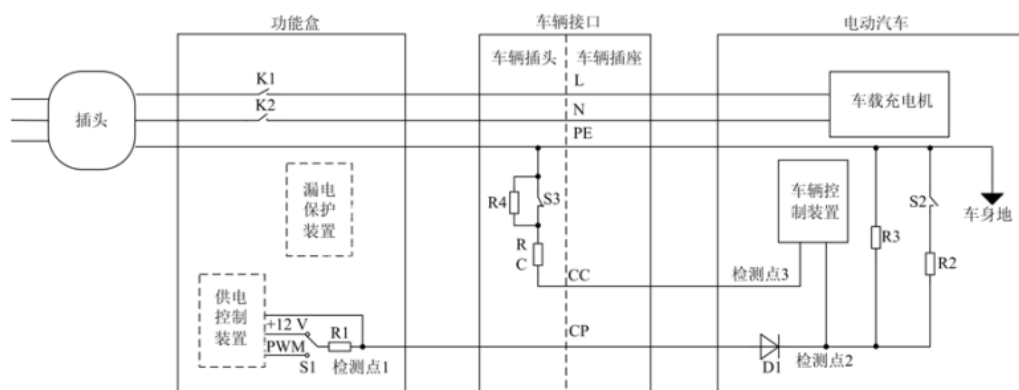 功能盒
车辆接口
电动汽车
车辆插头
车辆插座
K1
L
K2
N
车载充电机
插头
PE
漏电
保护
装置
R4
S3
车辆控
制装置
S2
车身地
R3
R
C
R2
CC
检测点3
供电
控制
装置
+12 V
R1
CP
PWM
S1
检测点1
D1
检测点2